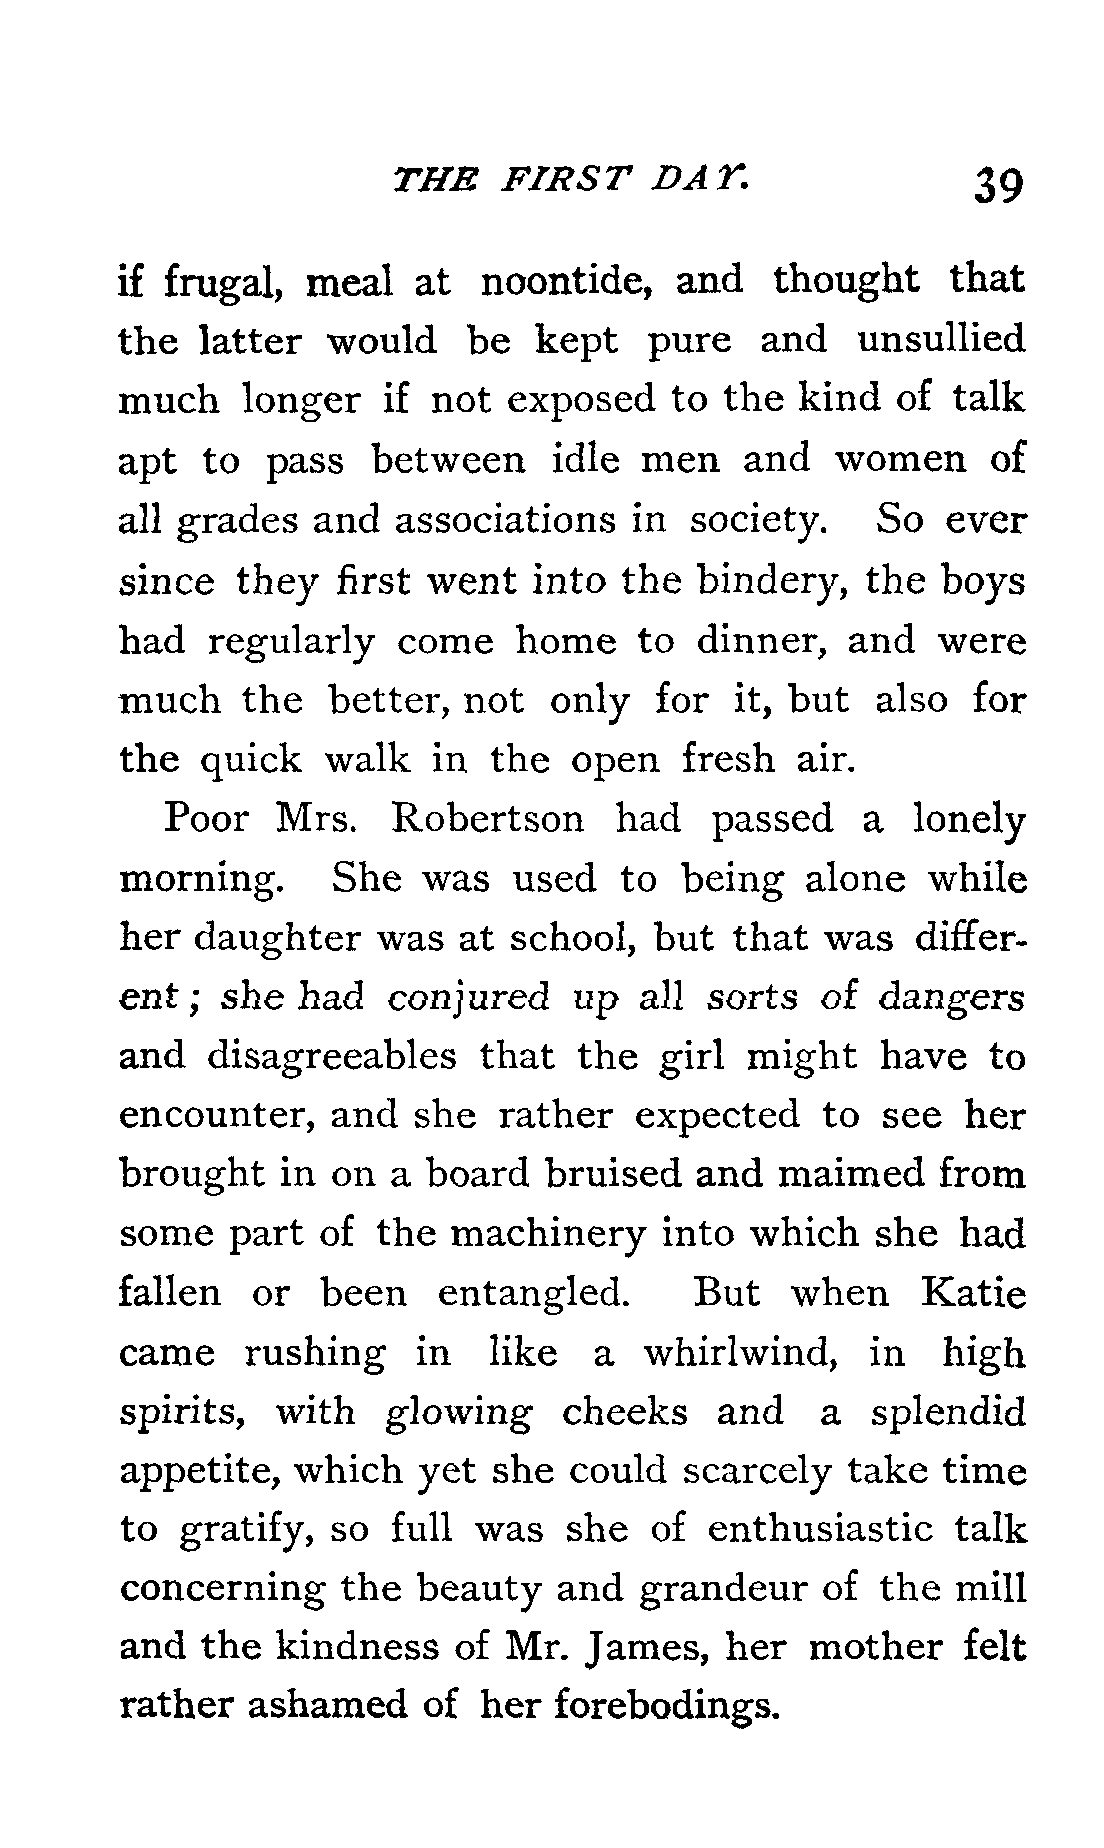 THE FIRST DAY. 39
if frugal, meal at noontide, and thought that
the latter would be kept pure and unsullied
much longer if not exposed to the kind of talk
apt to pass between idle men and women of
all grades and associations in society. So ever
since they first went into the bindery, the boys
had regularly come home to dinner, and were
much the better, not only for it, but also for
the quick walk in the open fresh air.
Poor Mrs. Robertson had passed a lonely
morning. She was used to being alone while
her daughter was at school, but that was differ-
ent; she had conjured up all sorts of dangers
and disagreeables that the girl might have to
encounter, and she rather expected to see her
brought in on a board bruised and maimed from
some part of the machinery into which she had
fallen or been entangled. But when Katie
came rushing in like a whirlwind, in high
spirits, with glowing cheeks and a splendid
appetite, which yet she could scarcely take time
to gratify, so full was she of enthusiastic talk
concerning the beauty and grandeur of the mill
and the kindness of Mr. James, her mother felt
rather ashamed of her forebodings.